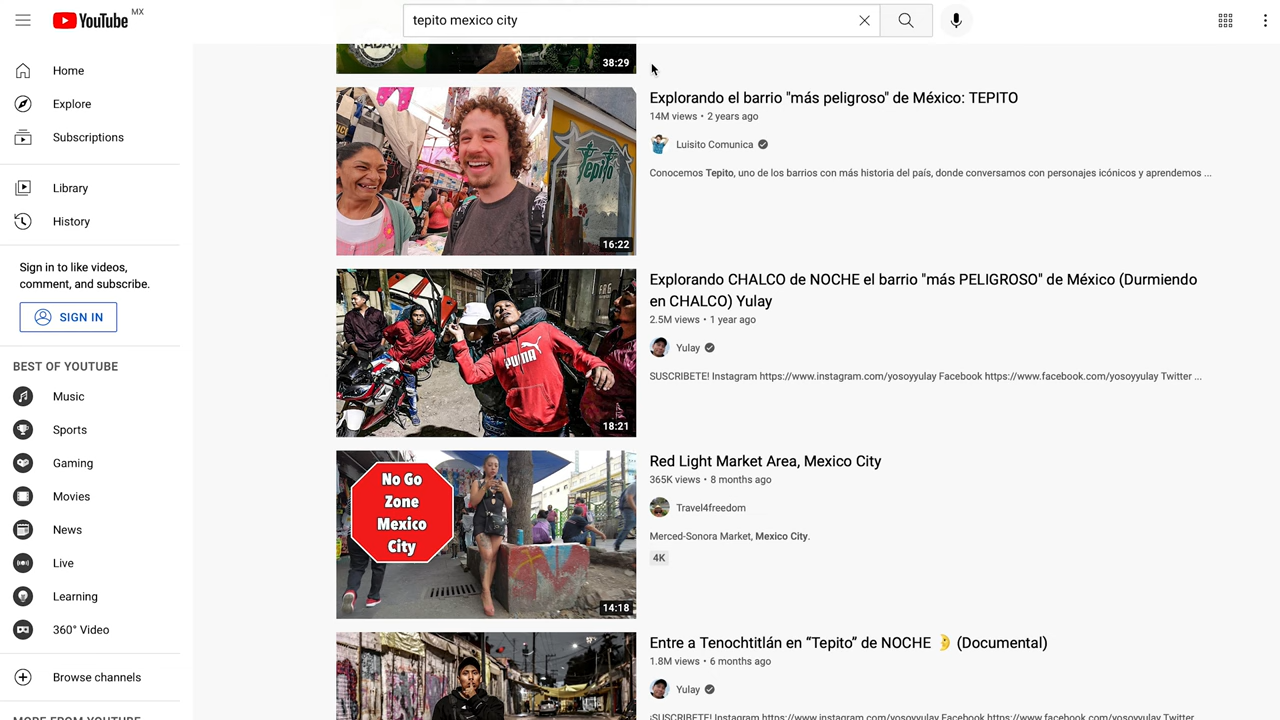 YouTube MX
tepito mexico city
Home
Explore
Subscriptions
Library
History
Sign in to like videos,
comment, and subscribe.
SIGN IN
BEST OF YOUTUBE
Music
Sports
Gaming
Movies
News
Live
Learning
360° Video
Browse channels
MORE FROM YOUTUBE
38:29
Tepito
16:22
Explorando el barrio "más peligroso" de México: TEPITO
14M views • 2 years ago
Luisito Comunica
Conocemos Tepito, uno de los barrios con más historia del país, donde conversamos con personajes icónicos y aprendemos ...
PUMA
18:21
Explorando CHALCO de NOCHE el barrio "más PELIGROSO" de México (Durmiendo
en CHALCO) Yulay
2.5M views • 1 year ago
Yulay
SUSCRIBETE! Instagram https://www.instagram.com/yosoyyulay Facebook https://www.facebook.com/yosoyyulay Twitter ...
No Go
Zone
Mexico
City
14:18
Red Light Market Area, Mexico City
365K views • 8 months ago
Travel4freedom
Merced-Sonora Market, Mexico City.
4K
Entre a Tenochtitlán en “Tepito” de NOCHE 🌛 (Documental)
1.8M views • 6 months ago
Yulay
¡SUSCRIBETE! Instagram https://www.instagram.com/yosoyyulay Facebook https://www.facebook.com/yosoyyulay Twitter